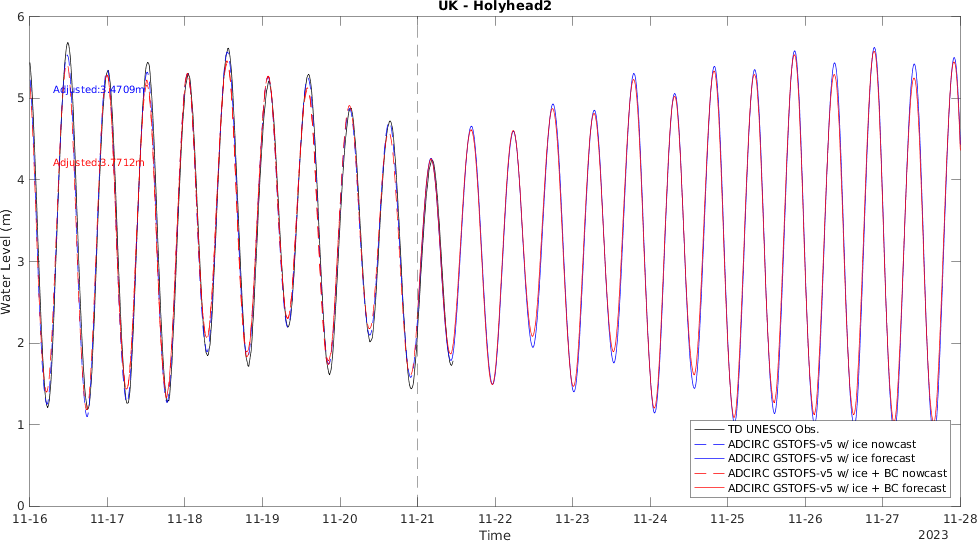 UK - Holyhead2
6
5
4
3
2
1
0
Water Level (m)
Adjusted:3.4709m
Adjusted:3.7712m
TD UNESCO Obs.
ADCIRC GSTOFS-v5 w/ ice nowcast
ADCIRC GSTOFS-v5 w/ ice forecast
ADCIRC GSTOFS-v5 w/ ice + BC nowcast
ADCIRC GSTOFS-v5 w/ ice + BC forecast
11-16 11-17 11-18 11-19 11-20 11-21 11-22 11-23 11-24 11-25 11-26 11-27 11-28
Time
2023